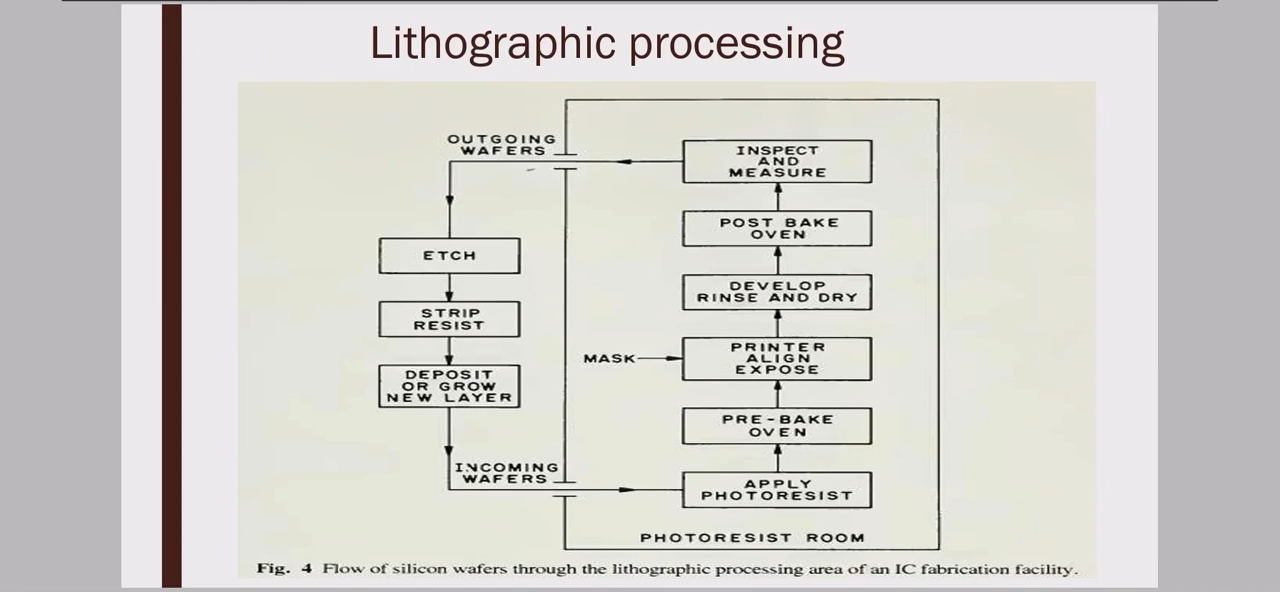 Lithographic processing
OUTGOING
WAFERS
INSPECT
AND
MEASURE
POST BAKE
OVEN
ETCH
DEVELOP
RINSE AND DRY
STRIP
RESIST
MASK
PRINTER
ALIGN
EXPOSE
DEPOSIT
OR GROW
NEW LAYER
PRE-BAKE
OVEN
INCOMING
WAFERS
APPLY
PHOTORESIST
PHOTORESIST ROOM
Fig. 4 Flow of silicon wafers through the lithographic processing area of an IC fabrication facility.